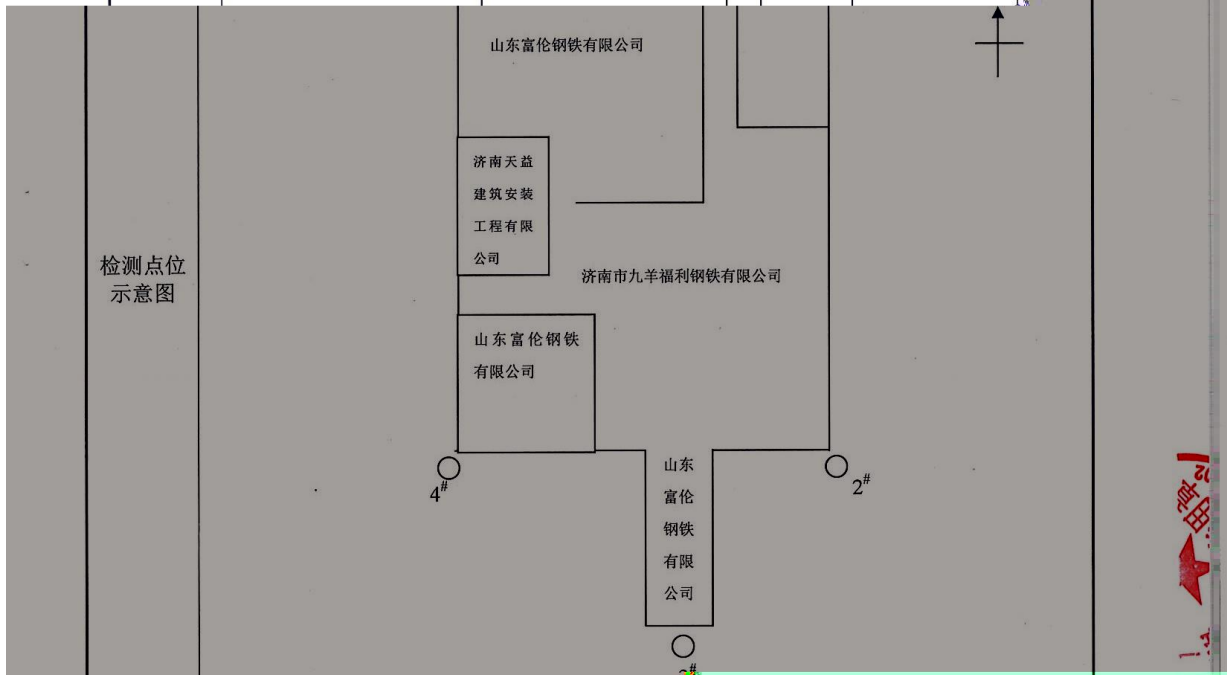 山东富伦钢铁有限公司
济南天益
建筑安装
工程有限
公司
检测点位
示意图
济南市九羊福利钢铁有限公司
山东富伦钢铁
有限公司
山东
富伦
钢铁
有限
公司
4#
2#